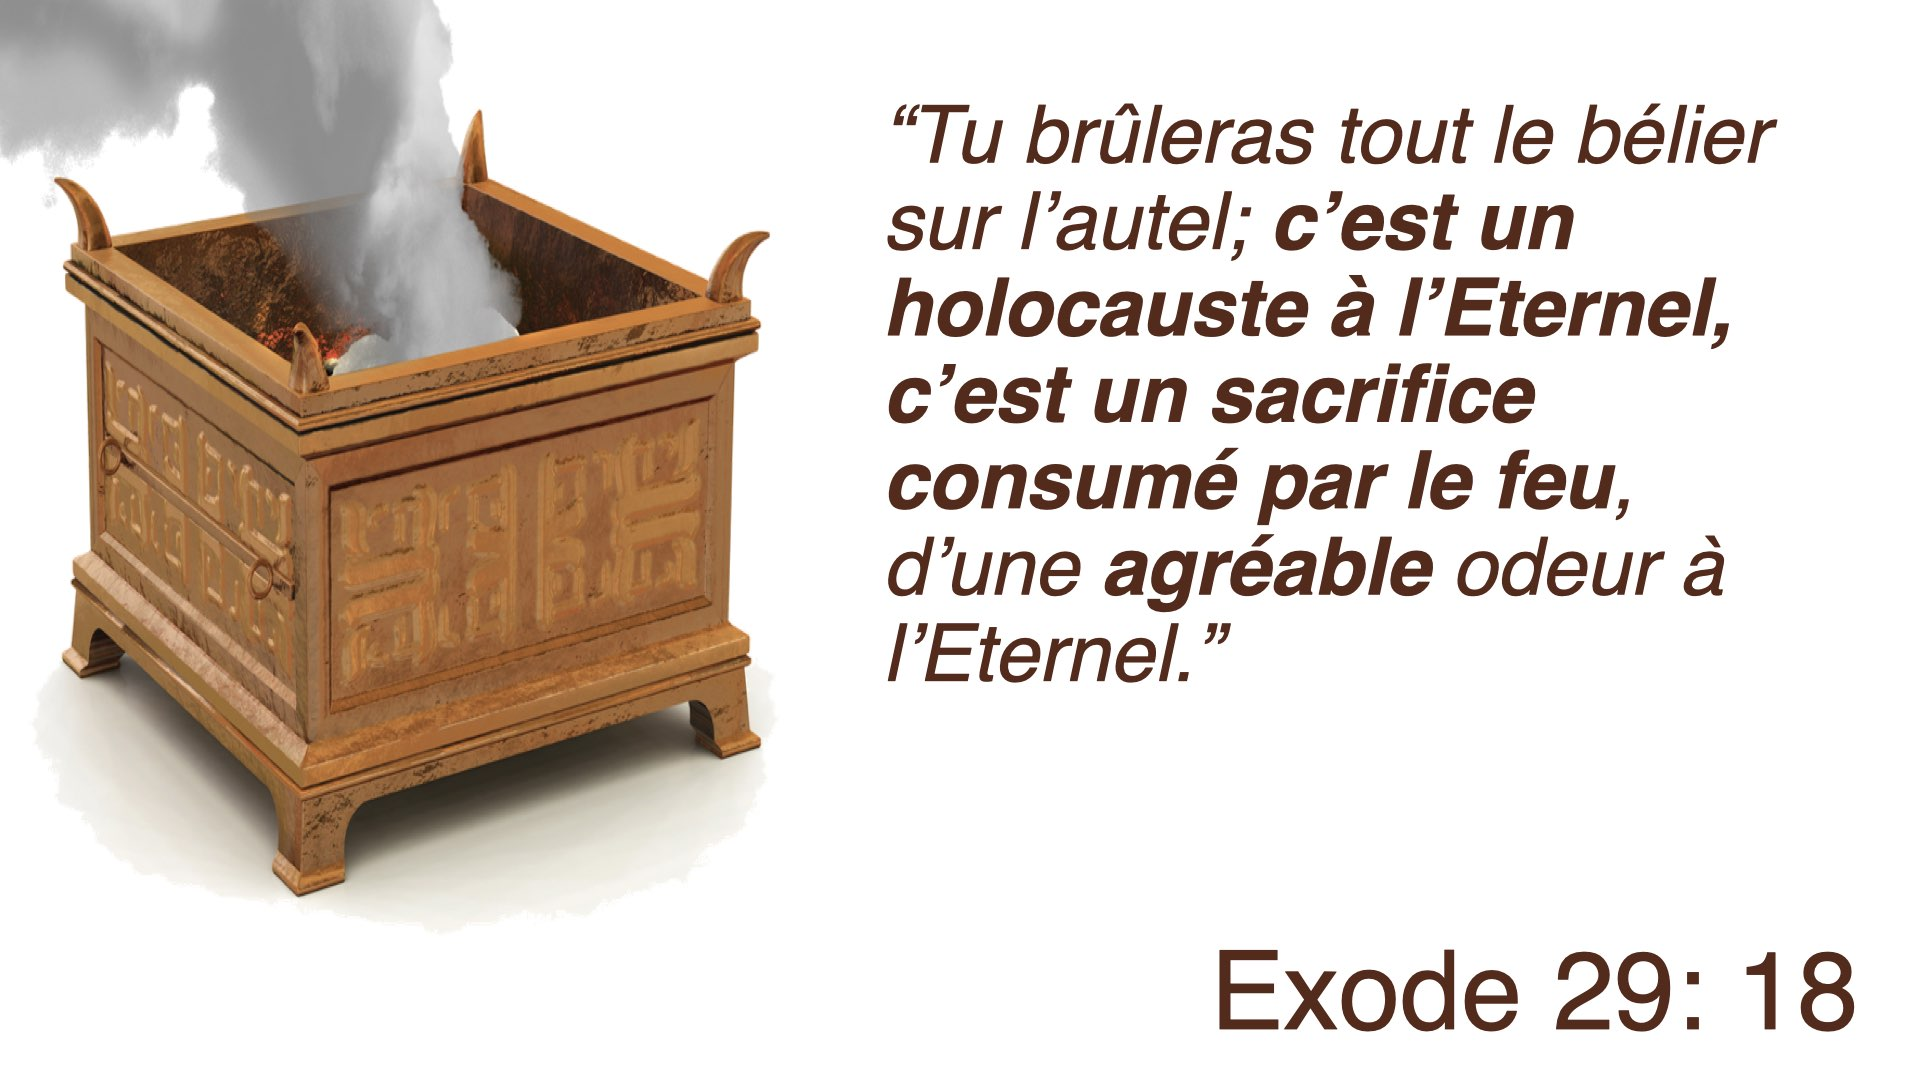 “Tu brûleras tout le bélier
sur l’autel; c’est un
holocauste à l’Eternel,
c’est un sacrifice
consumé par le feu,
d’une agréable odeur à
l’Eternel.”
Exode 29: 18